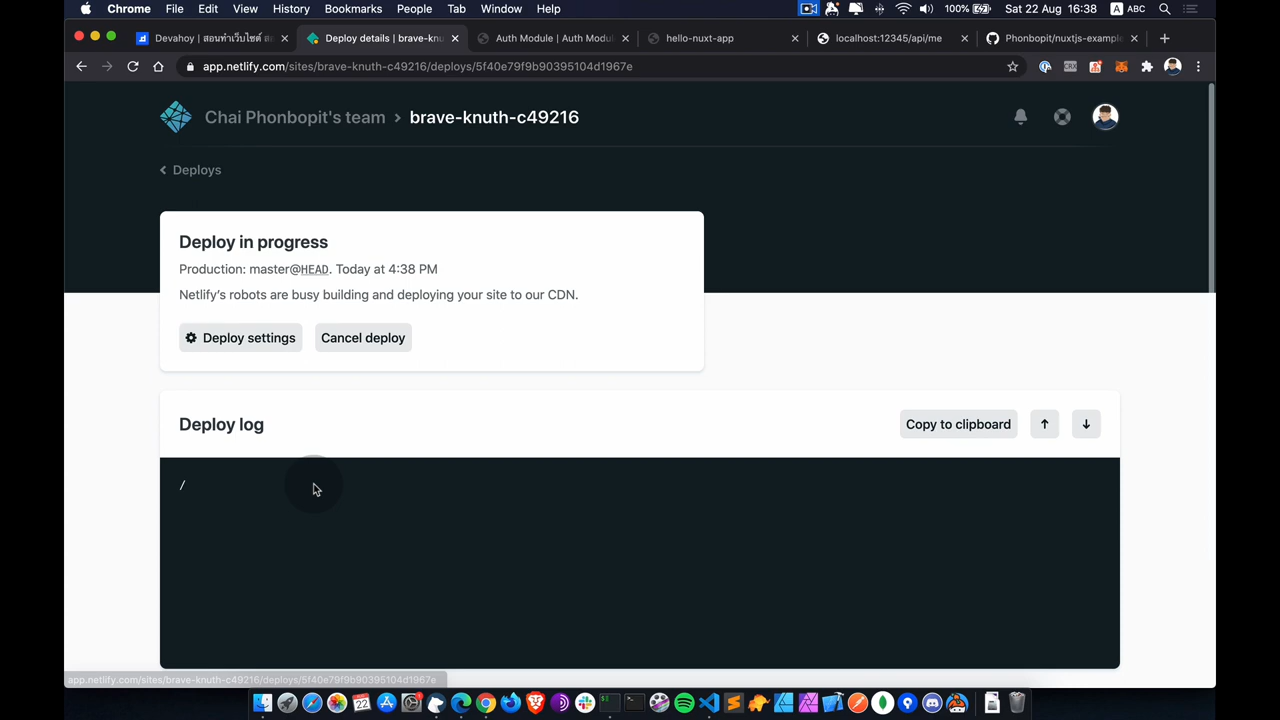 Chrome File Edit View History Bookmarks People Tab Window Help 100% Sat 22 Aug 16:38 A ABC
Devahoy | สอนทำเว็บไซต์ ส Deploy details | brave-knu Auth Module | Auth Modul hello-nuxt-app localhost:12345/api/me Phonbopit/nuxtjs-example
app.netlify.com/sites/brave-knuth-c49216/deploys/5f40e79f9b90395104d1967e
CRX
Chai Phonbopit's team > brave-knuth-c49216
Deploys
Deploy in progress
Production: master@HEAD. Today at 4:38 PM
Netlify's robots are busy building and deploying your site to our CDN.
Deploy settings Cancel deploy
Deploy log Copy to clipboard ↑ ↓
/
app.netlify.com/sites/brave-knuth-c49216/deploys/5f40e79f9b90395104d1967e
22